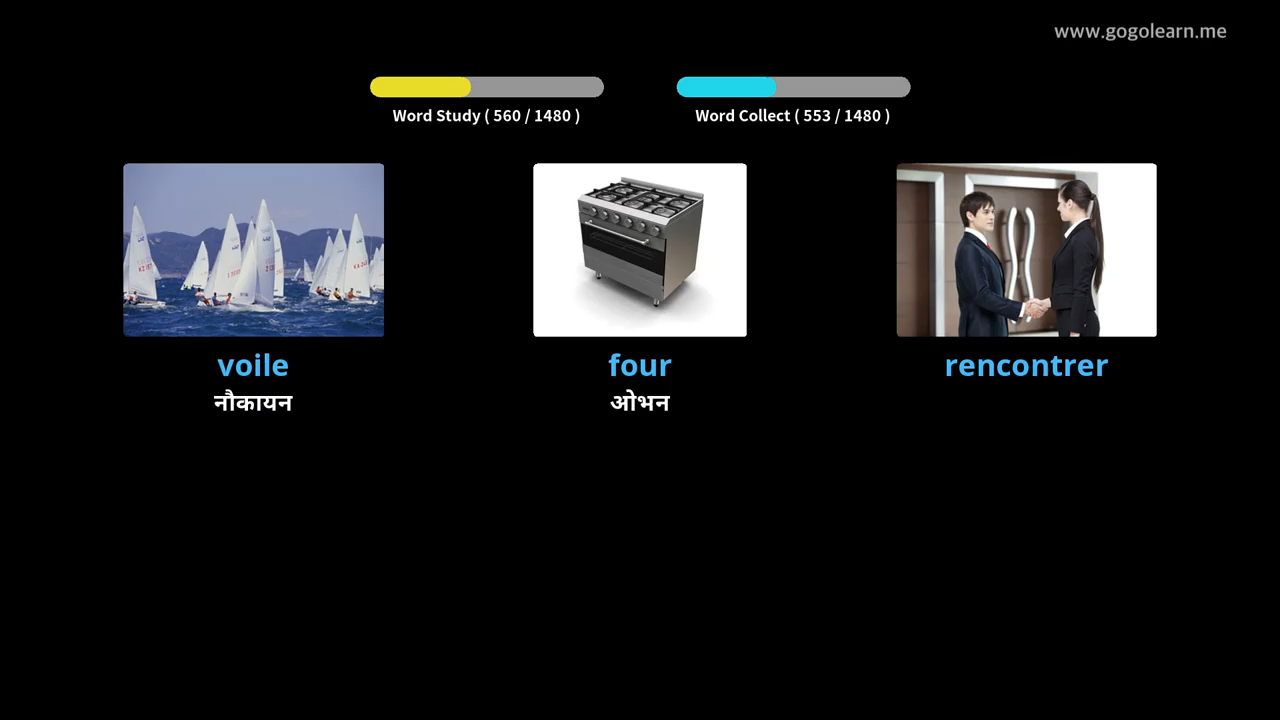 www.gogolearn.me
Word Study ( 560 / 1480 )
Word Collect ( 553 / 1480 )
voile
नौकायन
four
ओभन
rencontrer